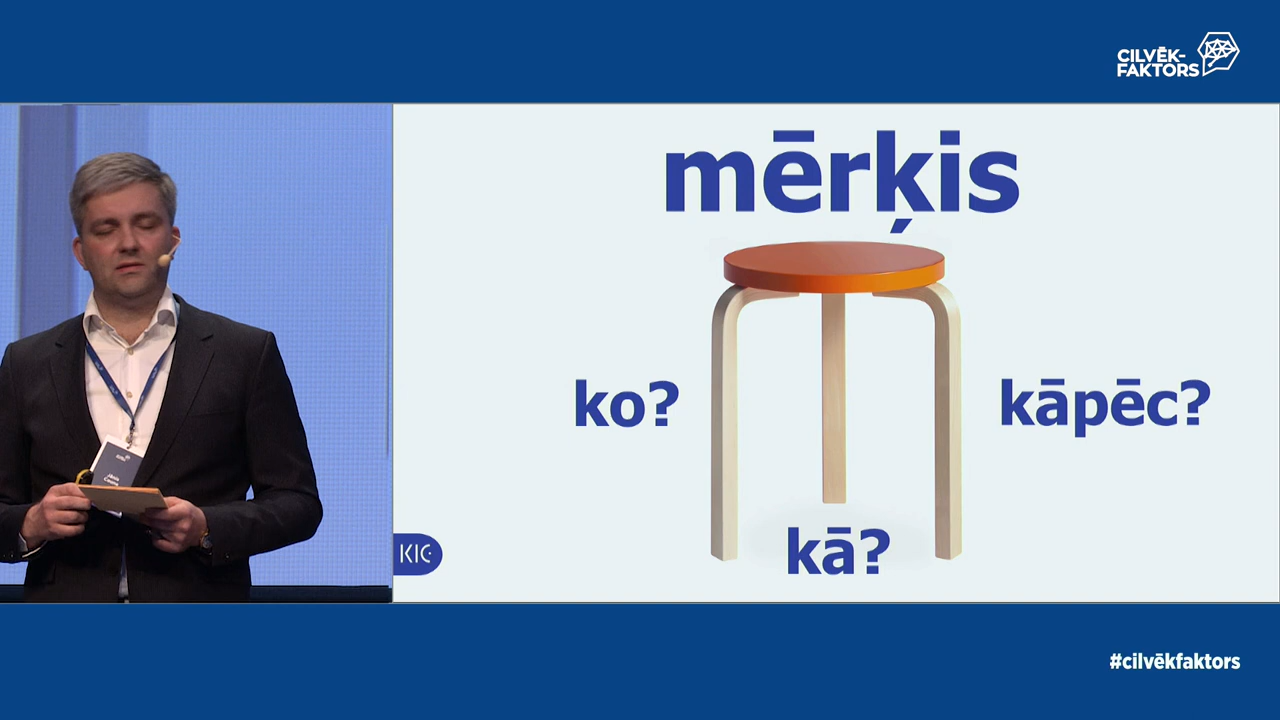 CILVĒK-
FAKTORS
mērķis
ko?
kāpēc?
kā?
KIC
#cilvēkfaktors